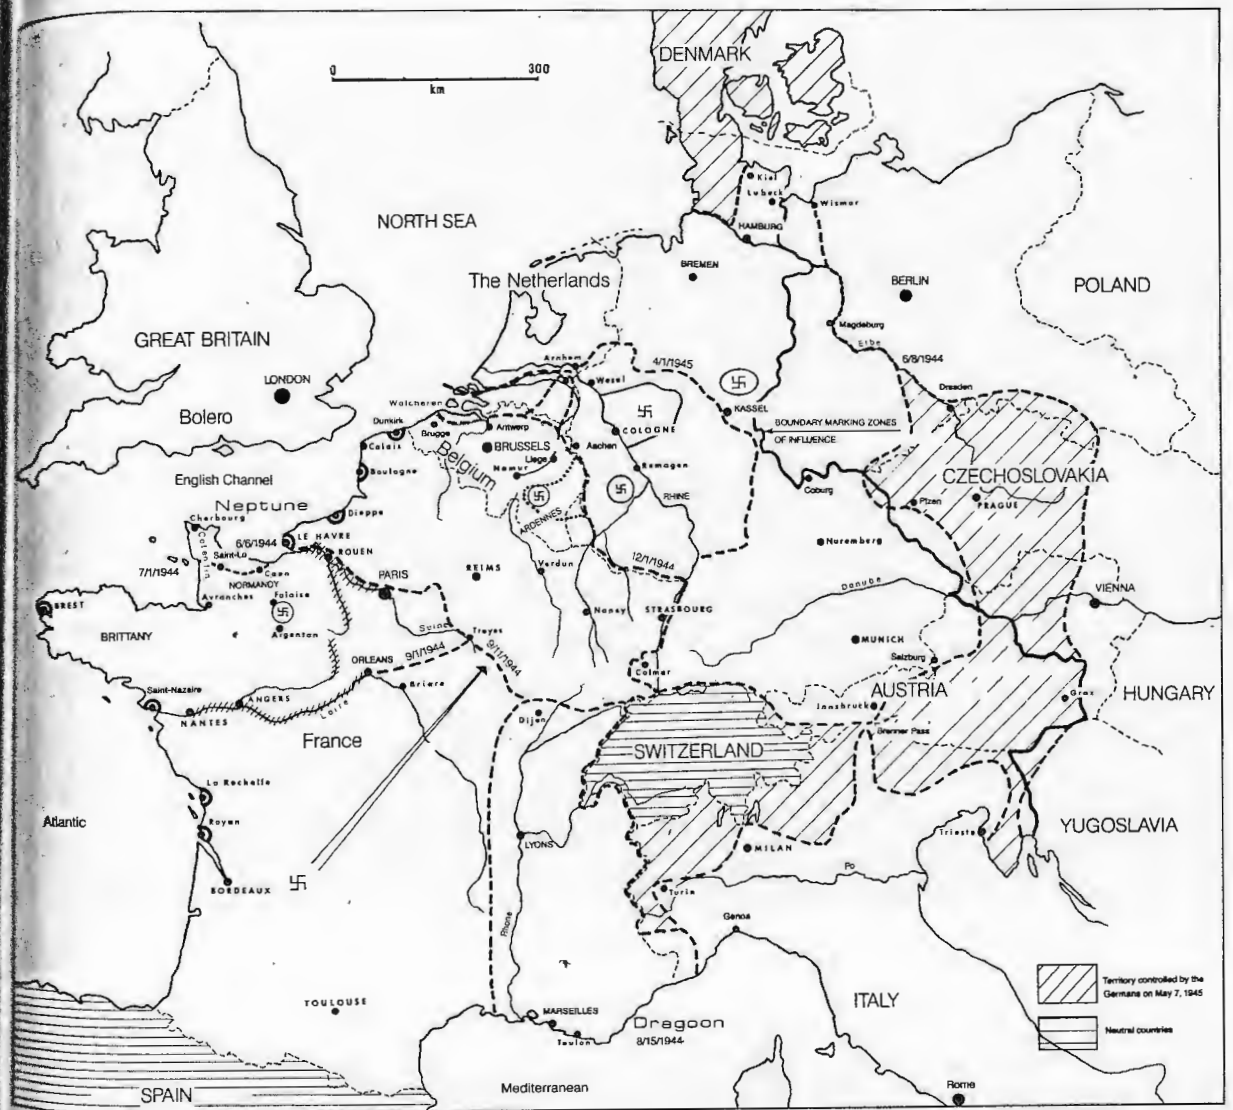 DENMARK
0 300
km
Kiel
Lubeck
Wismar
HAMBURG
NORTH SEA
BREMEN
The Netherlands
BERLIN
POLAND
GREAT BRITAIN
Magdeburg
Elbe
Arnhem
4/1/1945
6/8/1944
LONDON
Wesel
Dresden
Walcheren
KASSEL
Bolero
Dunkirk
Brugge
Antwerp
COLOGNE
BOUNDARY MARKING ZONES
OF INFLUENCE
Calais
BRUSSELS
Aachen
Belgium
Liege
Namur
Remagen
CZECHOSLOVAKIA
English Channel
Boulogne
Coburg
Plzen
PRAGUE
RHINE
Neptune
Dieppe
ARDENNES
Cherbourg
Cotentin
6/6/1944
LE HAVRE
ROUEN
Saint-Lo
Caen
7/1/1944
NORMANDY
Nuremberg
Verdun
12/1/1944
REIMS
PARIS
Danube
VIENNA
Avranches
Falaise
BREST
Nancy
STRASBOURG
BRITTANY
Argentan
Seine
Troyes
MUNICH
9/1/1944
9/11/1944
ORLEANS
Colmar
Salzburg
Briere
Saint-Nazaire
ANGERS
NANTES
Loire
AUSTRIA
Graz
HUNGARY
Innsbruck
Dijon
Brenner Pass
France
SWITZERLAND
La Rochelle
Atlantic
Royan
LYONS
Trieste
YUGOSLAVIA
MILAN
Po
BORDEAUX
Turin
Rhone
Genoa
Territory controlled by the
Germans on May 7, 1945
TOULOUSE
MARSEILLES
Toulon
Dragoon
8/15/1944
ITALY
Neutral countries
SPAIN
Mediterranean
Rome